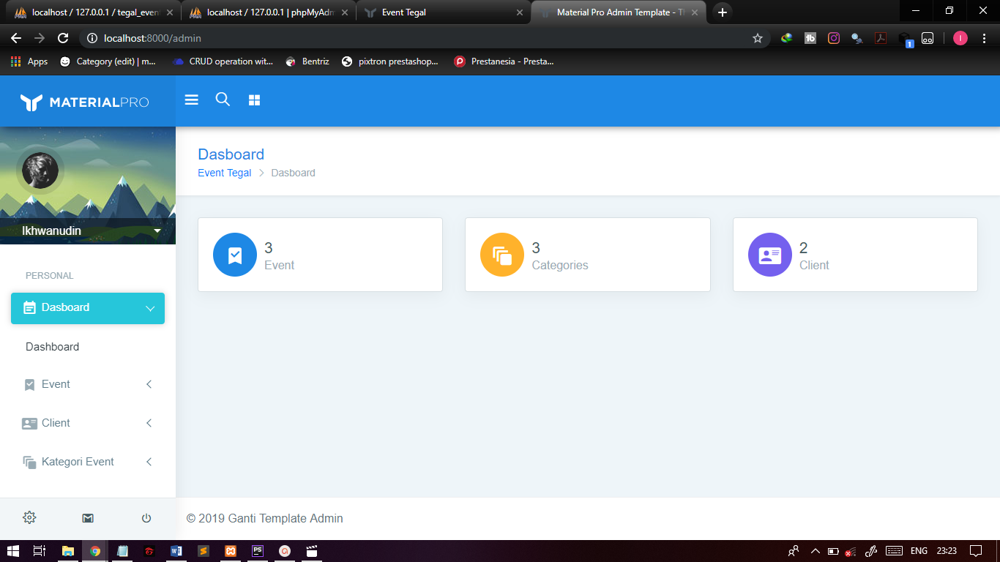 localhost / 127.0.0.1 / tegal_even
localhost / 127.0.0.1 | phpMyAdm
Event Tegal
Material Pro Admin Template - Th
localhost:8000/admin
1
I
Apps
Category (edit) | m...
CRUD operation wit...
Bentriz
pixtron prestashop...
Prestanesia - Presta...
MATERIALPRO
Ikhwanudin
PERSONAL
Dasboard
Dashboard
Event
Client
Kategori Event
Dasboard
Event Tegal > Dasboard
3
Event
3
Categories
2
Client
© 2019 Ganti Template Admin
ENG
23:23